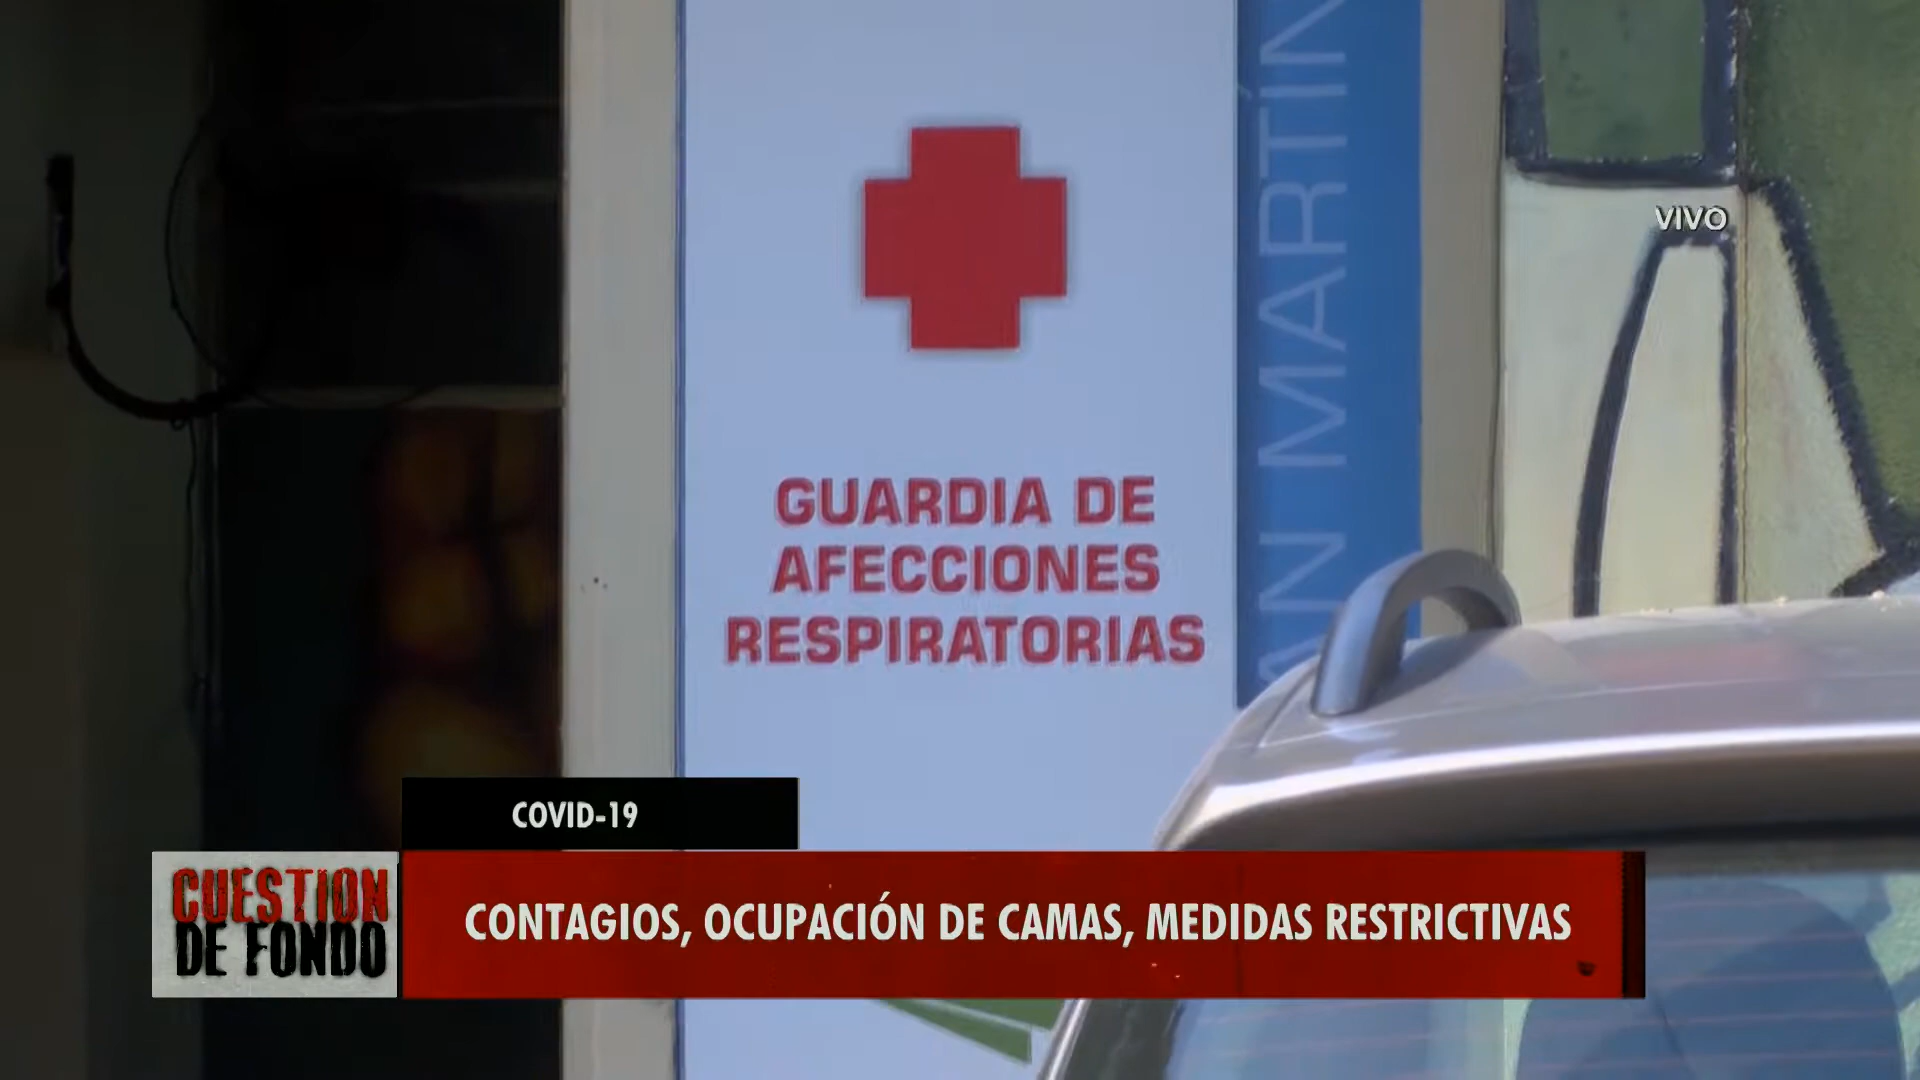 AN MARTÍN
VIVO
GUARDIA DE
AFECCIONES
RESPIRATORIAS
COVID-19
CUESTION
DE FONDO
CONTAGIOS, OCUPACIÓN DE CAMAS, MEDIDAS RESTRICTIVAS